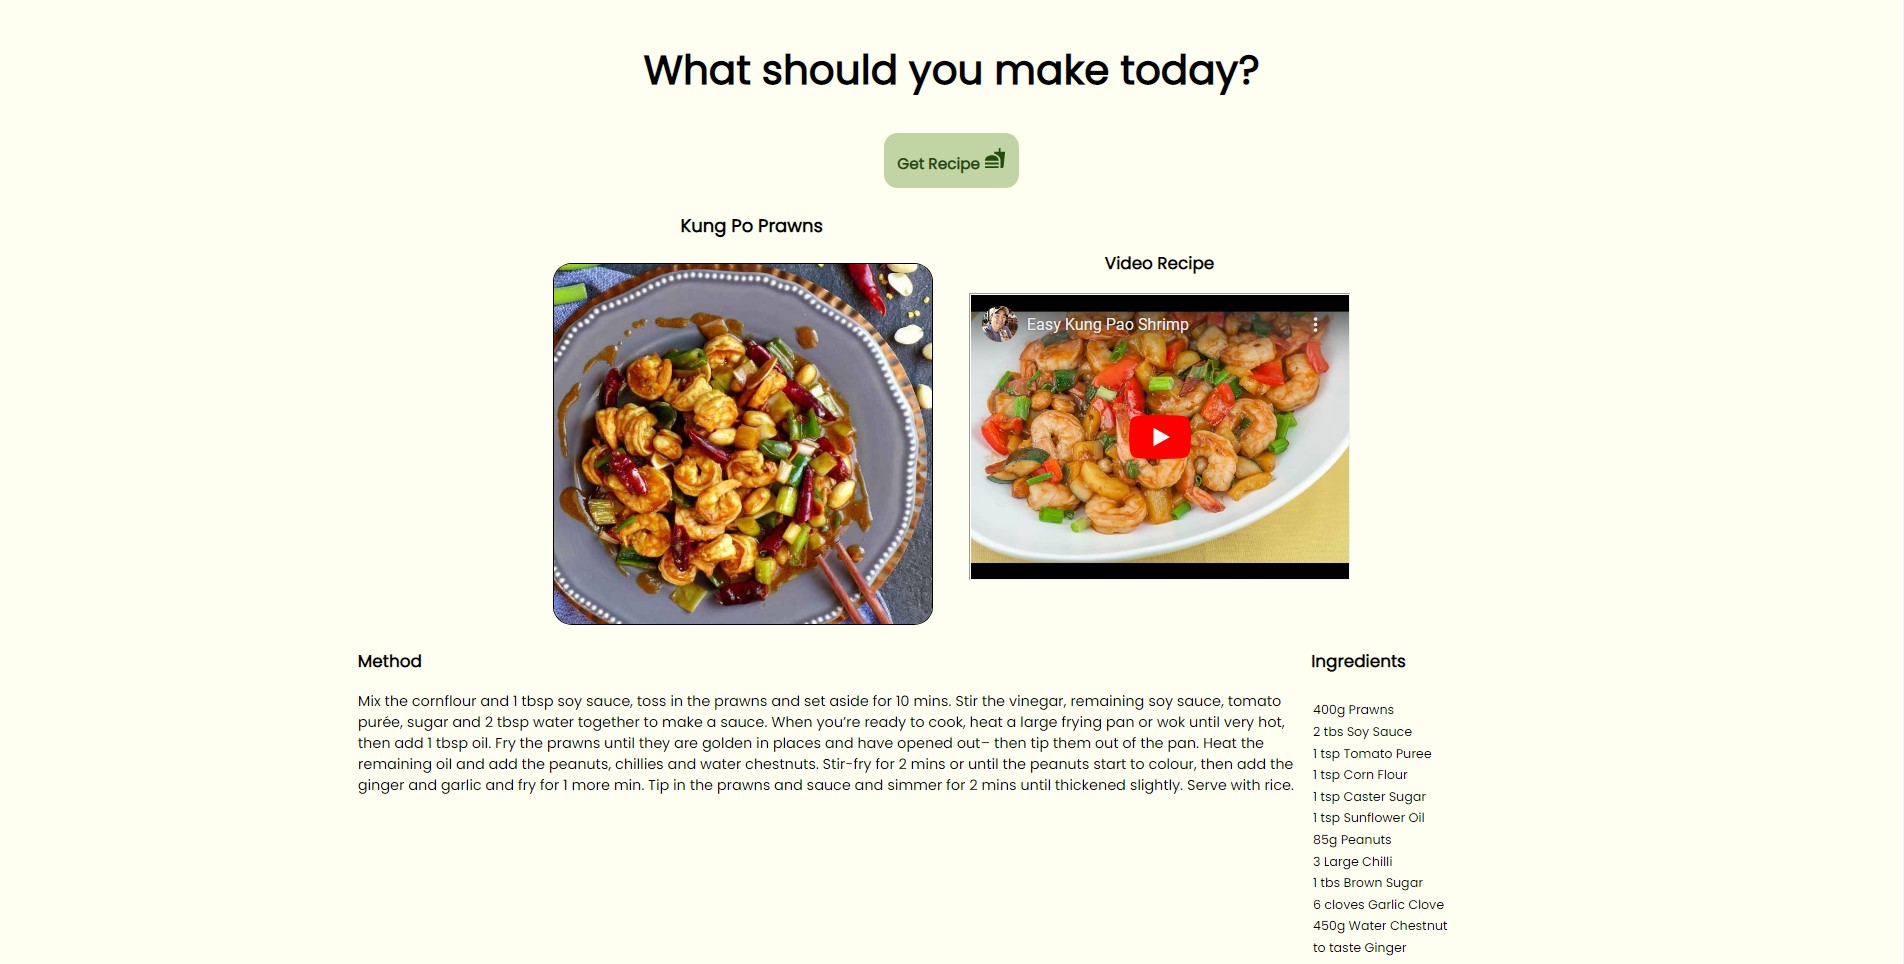 What should you make today?
Get Recipe
Kung Po Prawns
Video Recipe
Easy Kung Pao Shrimp
Method
Mix the cornflour and 1 tbsp soy sauce, toss in the prawns and set aside for 10 mins. Stir the vinegar, remaining soy sauce, tomato
purée, sugar and 2 tbsp water together to make a sauce. When you’re ready to cook, heat a large frying pan or wok until very hot,
then add 1 tbsp oil. Fry the prawns until they are golden in places and have opened out– then tip them out of the pan. Heat the
remaining oil and add the peanuts, chillies and water chestnuts. Stir-fry for 2 mins or until the peanuts start to colour, then add the
ginger and garlic and fry for 1 more min. Tip in the prawns and sauce and simmer for 2 mins until thickened slightly. Serve with rice.
Ingredients
400g Prawns
2 tbs Soy Sauce
1 tsp Tomato Puree
1 tsp Corn Flour
1 tsp Caster Sugar
1 tsp Sunflower Oil
85g Peanuts
3 Large Chilli
1 tbs Brown Sugar
6 cloves Garlic Clove
450g Water Chestnut
to taste Ginger